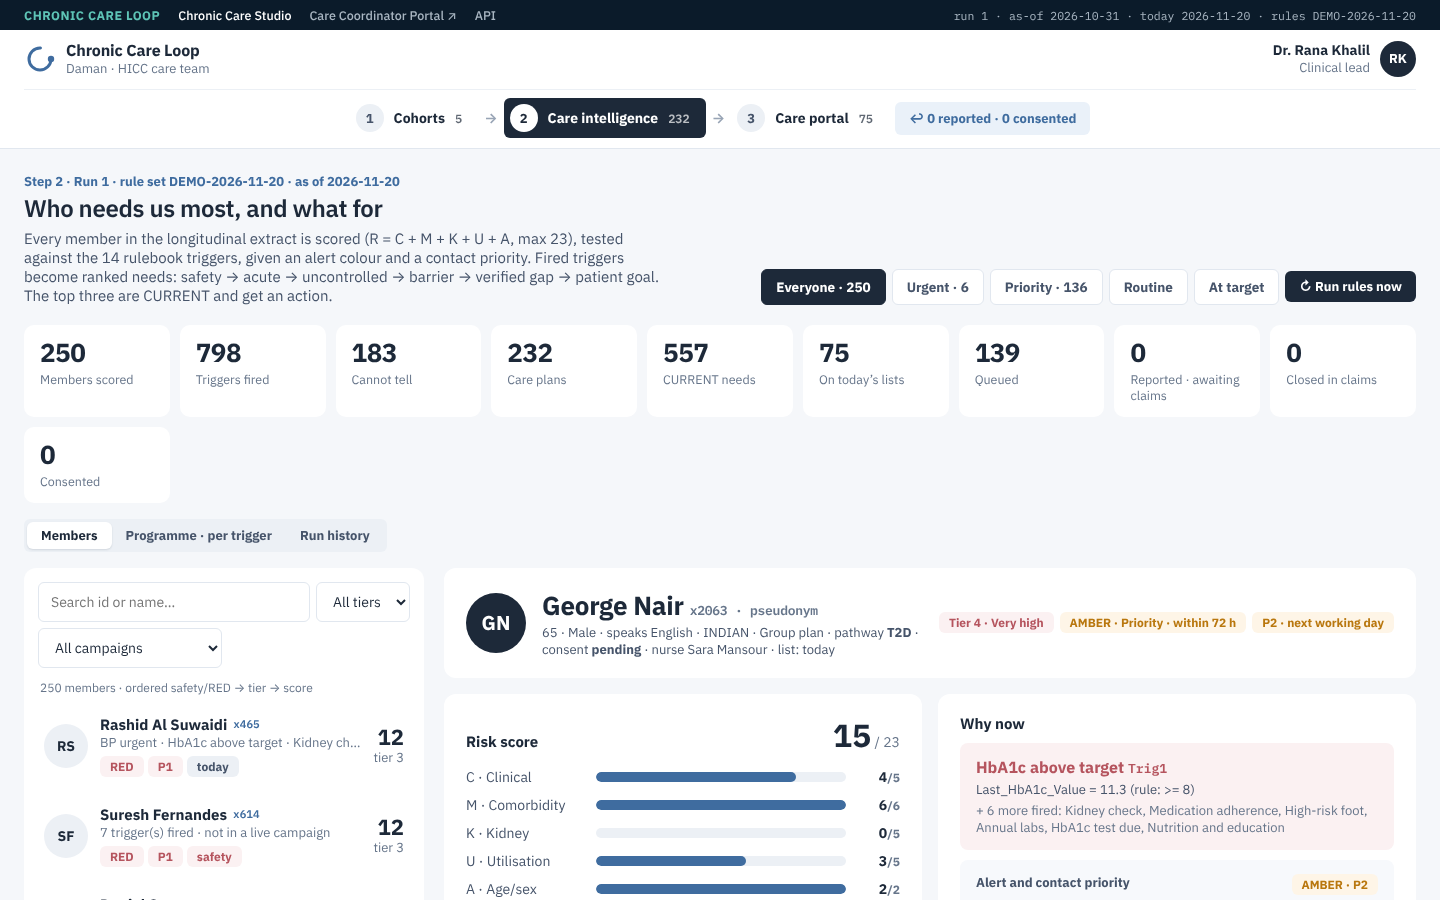 CHRONIC CARE LOOP Chronic Care Studio Care Coordinator Portal ↗ API run 1 · as-of 2026-10-31 · today 2026-11-20 · rules DEMO-2026-11-20
Chronic Care Loop
Daman · HICC care team
Dr. Rana Khalil
Clinical lead
RK
1 Cohorts 5 → 2 Care intelligence 232 → 3 Care portal 75 ↩ 0 reported · 0 consented
Step 2 · Run 1 · rule set DEMO-2026-11-20 · as of 2026-11-20
Who needs us most, and what for
Every member in the longitudinal extract is scored (R = C + M + K + U + A, max 23), tested
against the 14 rulebook triggers, given an alert colour and a contact priority. Fired triggers
become ranked needs: safety → acute → uncontrolled → barrier → verified gap → patient goal.
The top three are CURRENT and get an action.
Everyone · 250 Urgent · 6 Priority · 136 Routine At target ↻ Run rules now
250
Members scored
798
Triggers fired
183
Cannot tell
232
Care plans
557
CURRENT needs
75
On today’s lists
139
Queued
0
Reported · awaiting
claims
0
Closed in claims
0
Consented
Members Programme · per trigger Run history
Search id or name... All tiers
All campaigns
250 members · ordered safety/RED → tier → score
RS
Rashid Al Suwaidi x465
BP urgent · HbA1c above target · Kidney ch...
RED P1 today
12
tier 3
SF
Suresh Fernandes x614
7 trigger(s) fired · not in a live campaign
RED P1 safety
12
tier 3
GN
George Nair x2063 · pseudonym
65 · Male · speaks English · INDIAN · Group plan · pathway T2D ·
consent pending · nurse Sara Mansour · list: today
Tier 4 · Very high AMBER · Priority · within 72 h P2 · next working day
Risk score 15 / 23
C · Clinical 4/5
M · Comorbidity 6/6
K · Kidney 0/5
U · Utilisation 3/5
A · Age/sex 2/2
Why now
HbA1c above target Trig1
Last_HbA1c_Value = 11.3 (rule: >= 8)
+ 6 more fired: Kidney check, Medication adherence, High-risk foot,
Annual labs, HbA1c test due, Nutrition and education
Alert and contact priority AMBER · P2